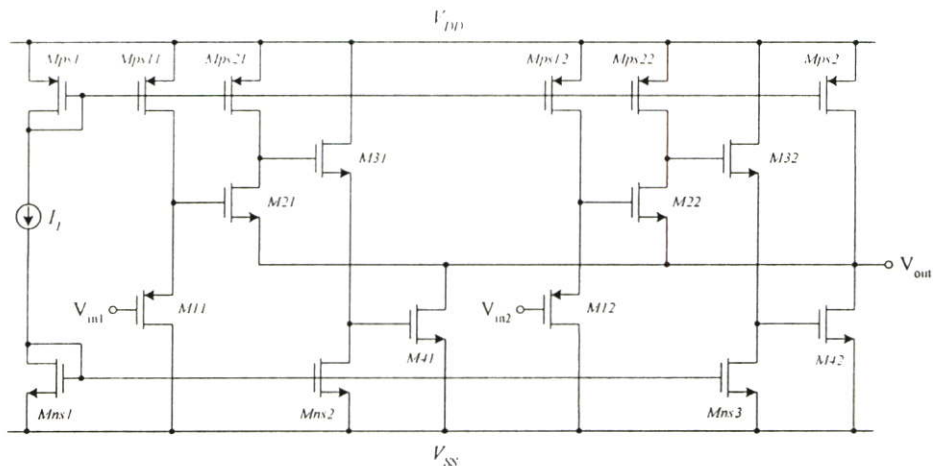 V_DD
Mps1 Mps11 Mps21 Mps12 Mps22 Mps2
M31 M32
M21 M22
I_1
V_out
V_in1 M11 V_in2 M12
M41 M42
Mns1 Mns2 Mns3
V_SS